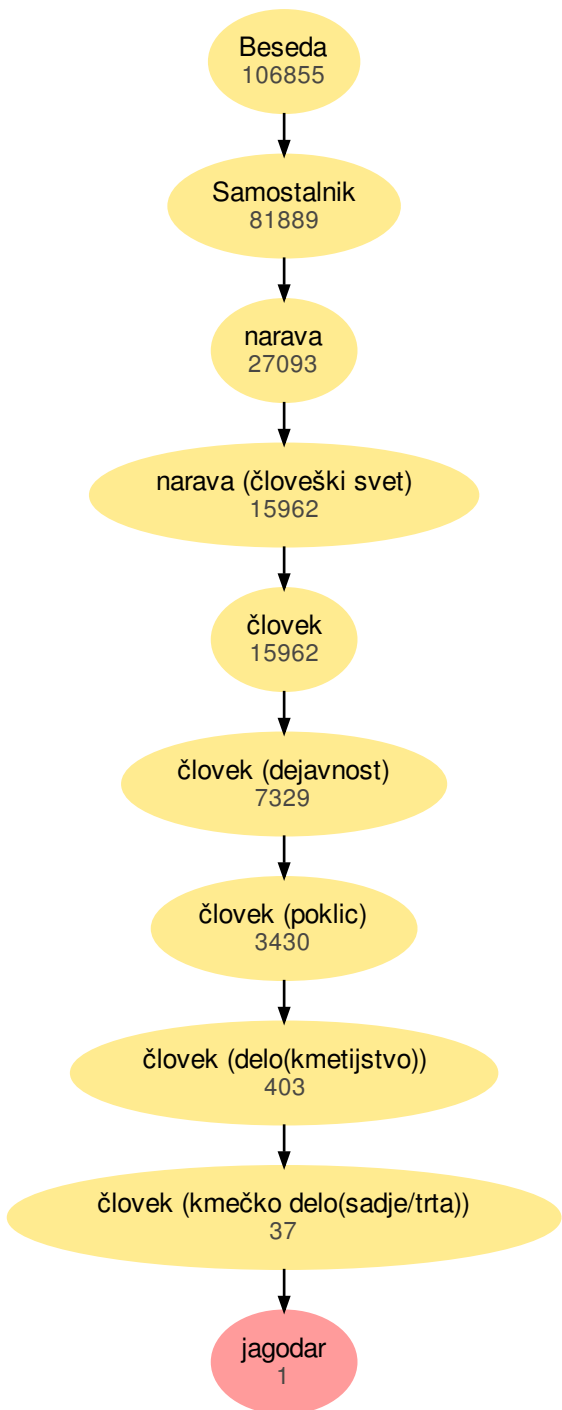 Beseda
106855
Samostalnik
81889
narava
27093
narava (človeški svet)
15962
človek
15962
človek (dejavnost)
7329
človek (poklic)
3430
človek (delo(kmetijstvo))
403
človek (kmečko delo(sadje/trta))
37
jagodar
1